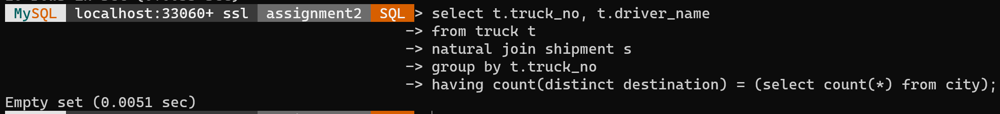 MySQL localhost:33060+ ssl assignment2 SQL > select t.truck_no, t.driver_name
-> from truck t
-> natural join shipment s
-> group by t.truck_no
-> having count(distinct destination) = (select count(*) from city);
Empty set (0.0051 sec)